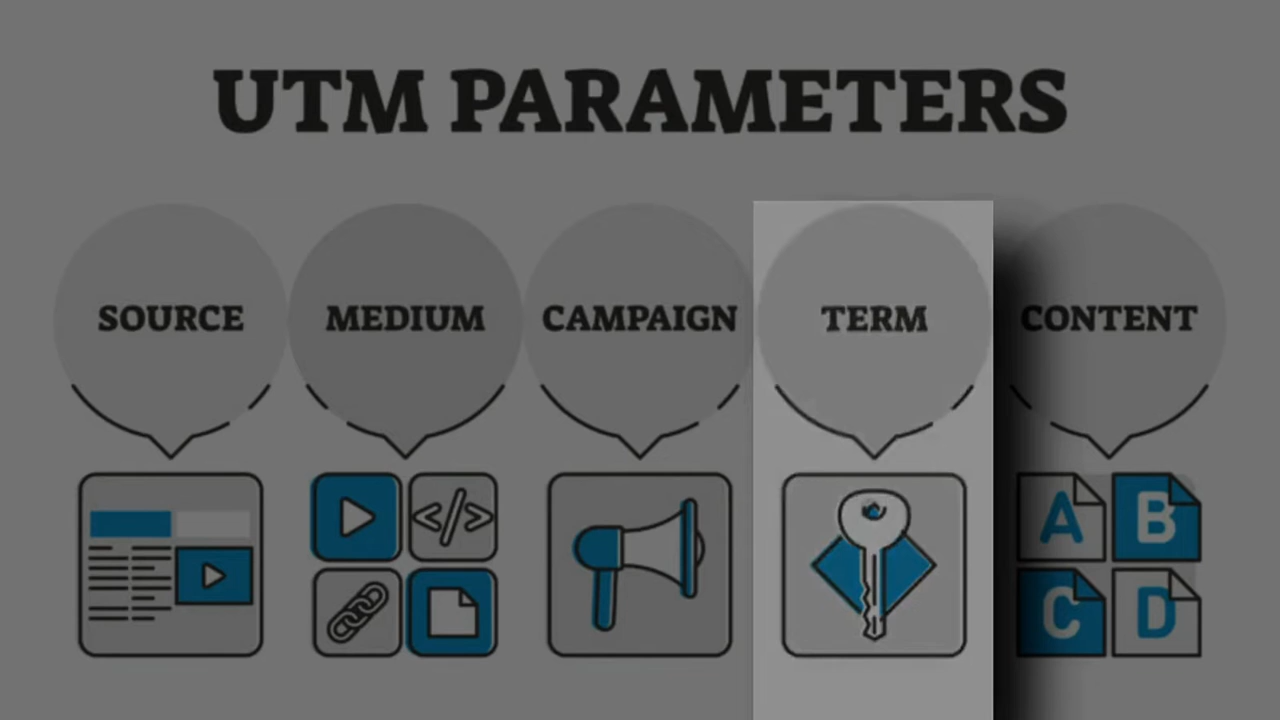 UTM PARAMETERS
SOURCE MEDIUM CAMPAIGN TERM CONTENT
</> A B
C D